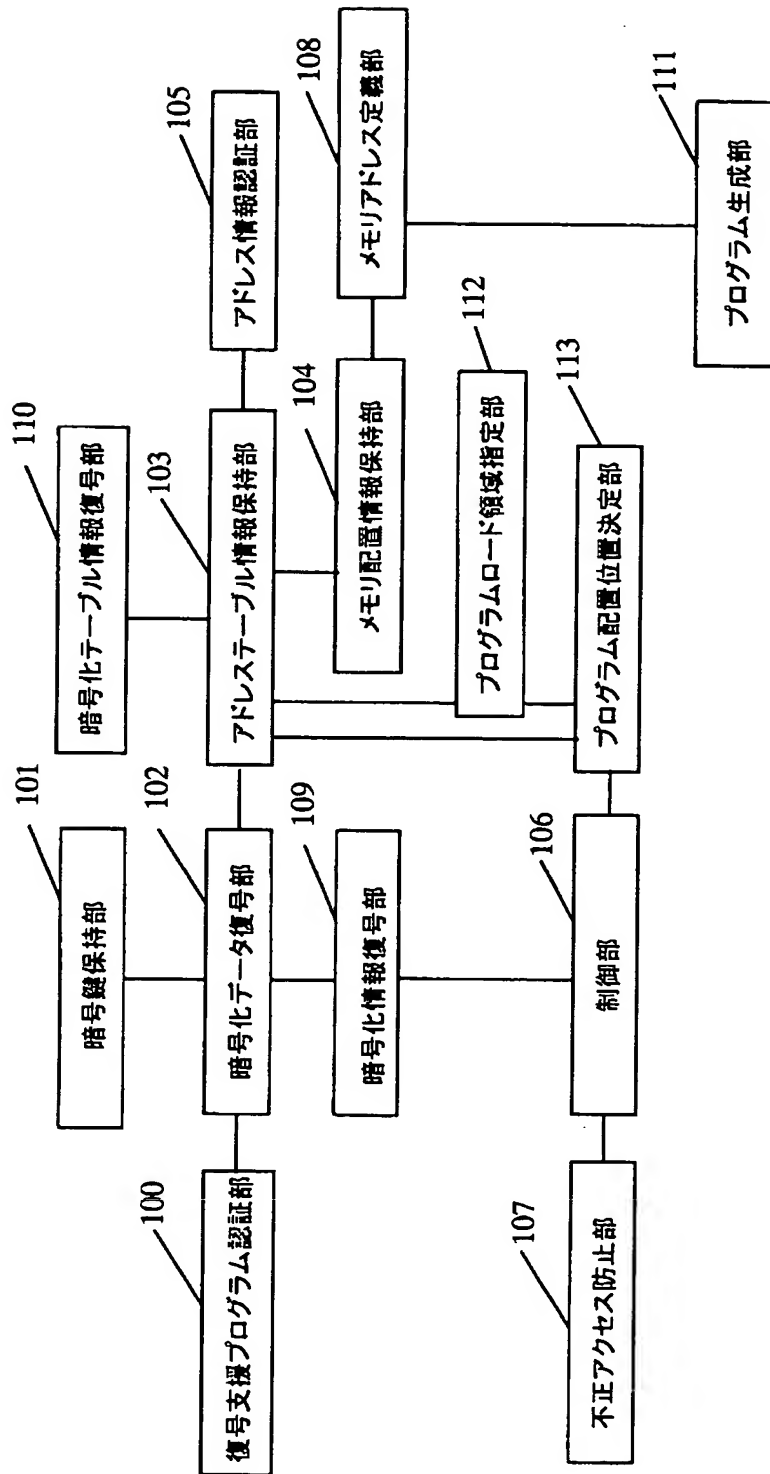 101
110
暗号鍵保持部
暗号化テーブル情報復号部
100
102
103
105
復号支援プログラム認証部
暗号化データ復号部
アドレステーブル情報保持部
アドレス情報認証部
109
104
108
暗号化情報復号部
メモリ配置情報保持部
メモリアドレス定義部
112
プログラムロード領域指定部
107
106
113
111
不正アクセス防止部
制御部
プログラム配置位置決定部
プログラム生成部